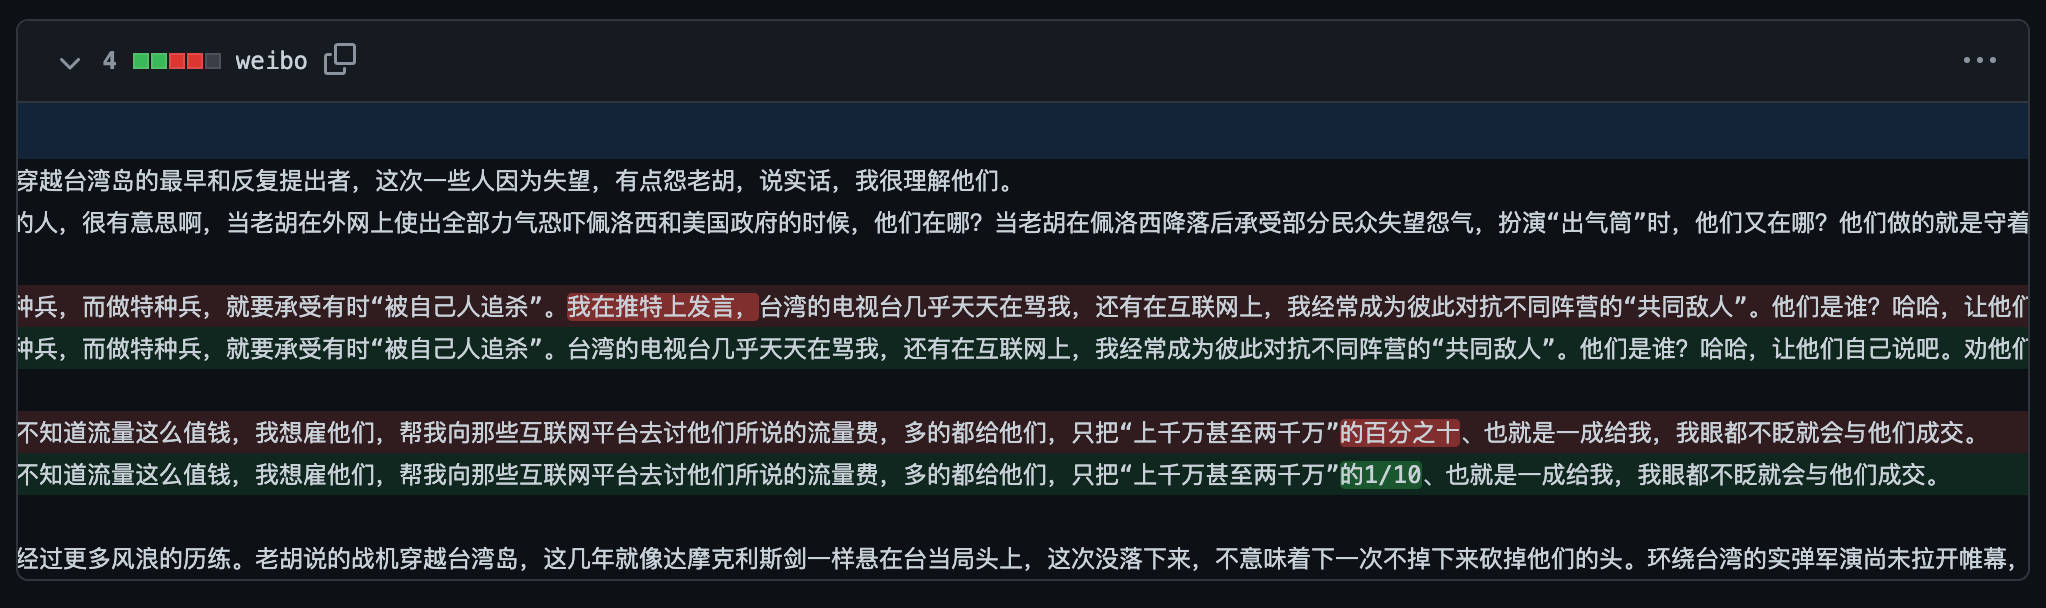 4 weibo
穿越台湾岛的最早和反复提出者，这次一些人因为失望，有点怨老胡，说实话，我很理解他们。
的人，很有意思啊，当老胡在外网上使出全部力气恐吓佩洛西和美国政府的时候，他们在哪？当老胡在佩洛西降落后承受部分民众失望怨气，扮演“出气筒”时，他们又在哪？他们做的就是守着
种兵，而做特种兵，就要承受有时“被自己人追杀”。我在推特上发言，台湾的电视台几乎天天在骂我，还有在互联网上，我经常成为彼此对抗不同阵营的“共同敌人”。他们是谁？哈哈，让他们
种兵，而做特种兵，就要承受有时“被自己人追杀”。台湾的电视台几乎天天在骂我，还有在互联网上，我经常成为彼此对抗不同阵营的“共同敌人”。他们是谁？哈哈，让他们自己说吧。劝他们
不知道流量这么值钱，我想雇他们，帮我向那些互联网平台去讨他们所说的流量费，多的都给他们，只把“上千万甚至两千万”的百分之十、也就是一成给我，我眼都不眨就会与他们成交。
不知道流量这么值钱，我想雇他们，帮我向那些互联网平台去讨他们所说的流量费，多的都给他们，只把“上千万甚至两千万”的1/10、也就是一成给我，我眼都不眨就会与他们成交。
经过更多风浪的历练。老胡说的战机穿越台湾岛，这几年就像达摩克利斯剑一样悬在台当局头上，这次没落下来，不意味着下一次不掉下来砍掉他们的头。环绕台湾的实弹军演尚未拉开帷幕，